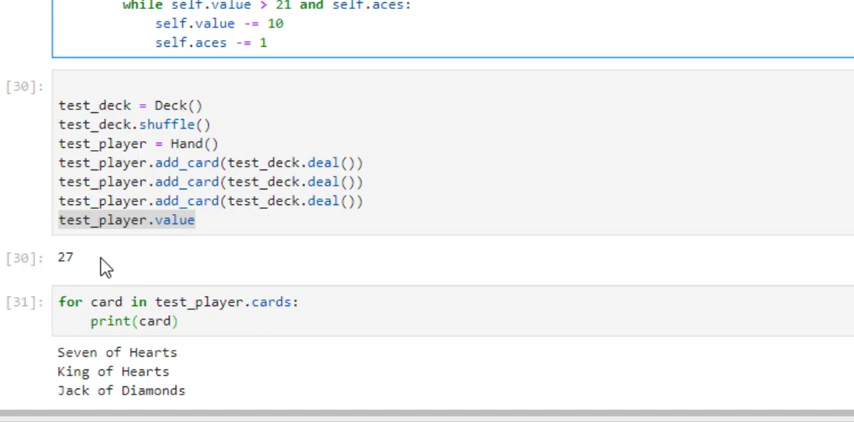 while self.value > 21 and self.aces:
self.value -= 10
self.aces -= 1
[30]:
test_deck = Deck()
test_deck.shuffle()
test_player = Hand()
test_player.add_card(test_deck.deal())
test_player.add_card(test_deck.deal())
test_player.add_card(test_deck.deal())
test_player.value
[30]: 27
[31]: for card in test_player.cards:
print(card)
Seven of Hearts
King of Hearts
Jack of Diamonds